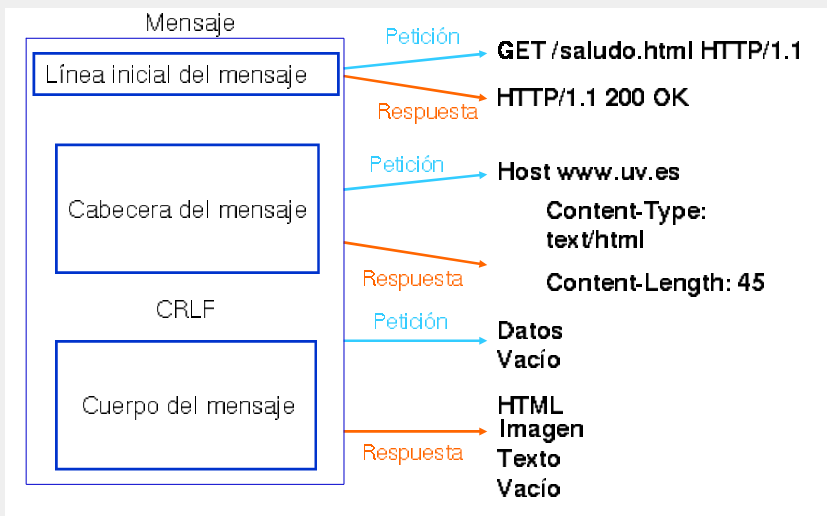 Mensaje
Petición
GET /saludo.html HTTP/1.1
Línea inicial del mensaje
Respuesta
HTTP/1.1 200 OK
Petición
Host www.uv.es
Cabecera del mensaje
Content-Type:
text/html
Respuesta
Content-Length: 45
CRLF
Petición
Datos
Vacío
Cuerpo del mensaje
HTML
Imagen
Respuesta
Texto
Vacío